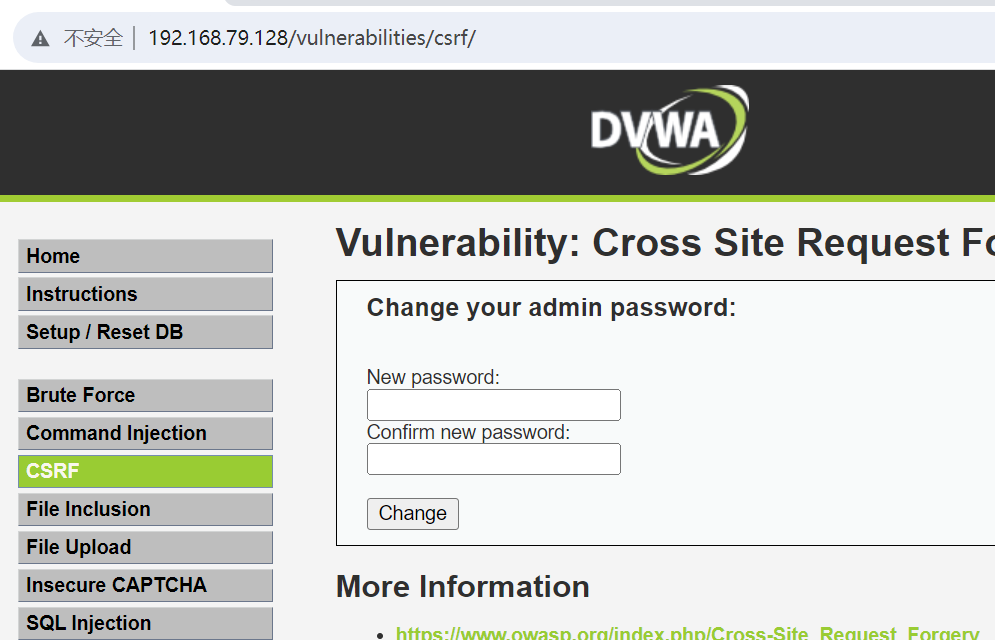 不安全 192.168.79.128/vulnerabilities/csrf/
DVWA
Home
Instructions
Setup / Reset DB
Brute Force
Command Injection
CSRF
File Inclusion
File Upload
Insecure CAPTCHA
SQL Injection
Vulnerability: Cross Site Request Fo
Change your admin password:
New password:
Confirm new password:
Change
More Information
https://www.owasp.org/index.php/Cross-Site_Request_Forgery